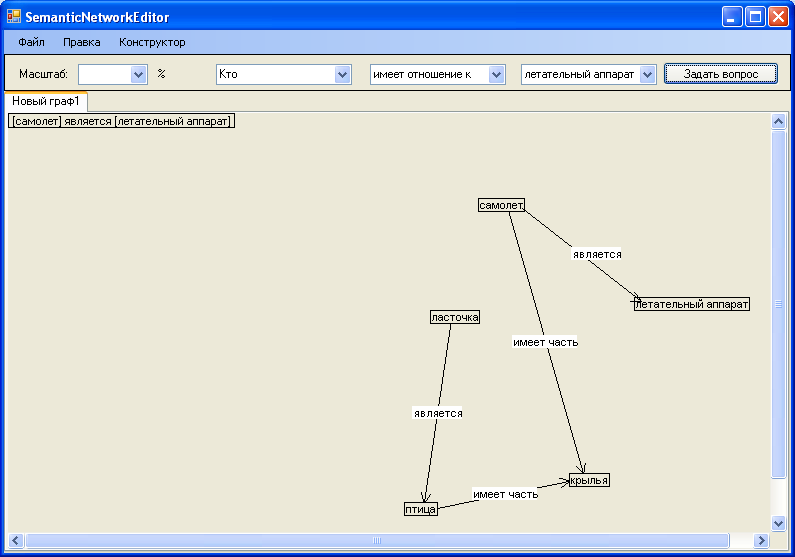 SemanticNetworkEditor
Файл Правка Конструктор
Масштаб: % Кто имеет отношение к летательный аппарат Задать вопрос
Новый граф1
[самолет] является [летательный аппарат]
самолет
является
летательный аппарат
ласточка
имеет часть
является
крылья
имеет часть
птица